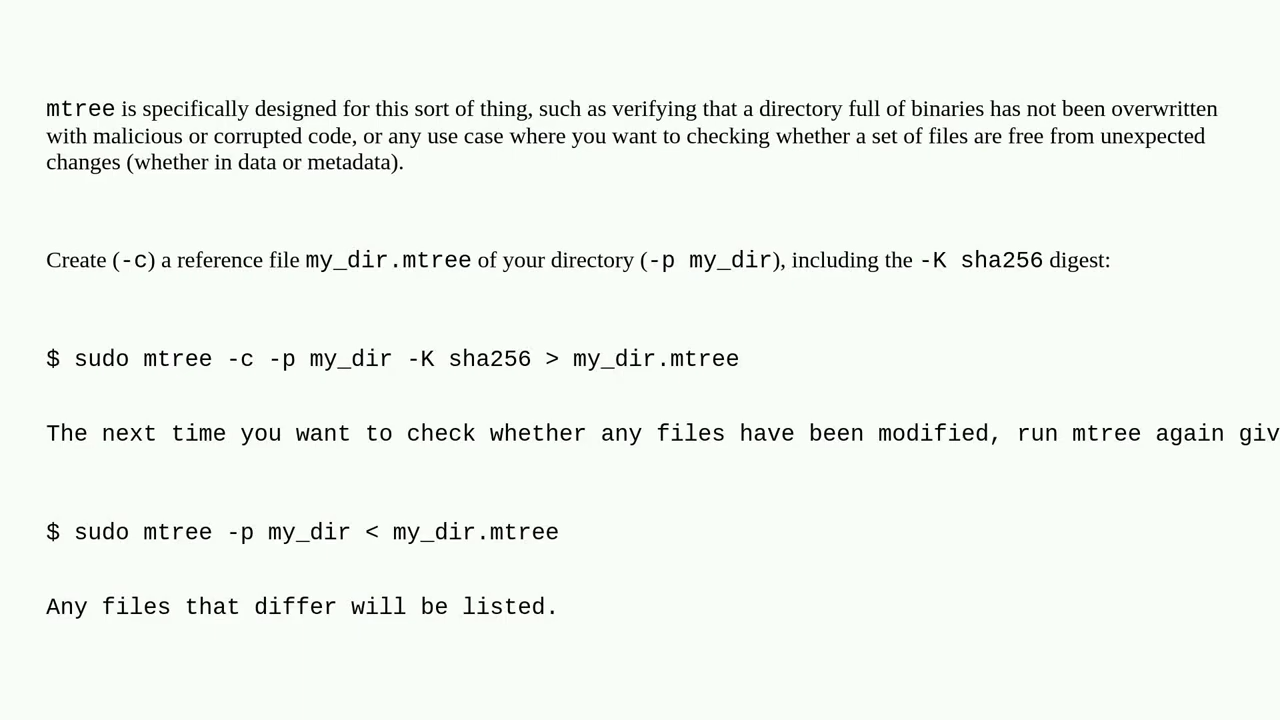 mtree is specifically designed for this sort of thing, such as verifying that a directory full of binaries has not been overwritten
with malicious or corrupted code, or any use case where you want to checking whether a set of files are free from unexpected
changes (whether in data or metadata).
Create (-c) a reference file my_dir.mtree of your directory (-p my_dir), including the -K sha256 digest:
$ sudo mtree -c -p my_dir -K sha256 > my_dir.mtree
The next time you want to check whether any files have been modified, run mtree again giv
$ sudo mtree -p my_dir < my_dir.mtree
Any files that differ will be listed.